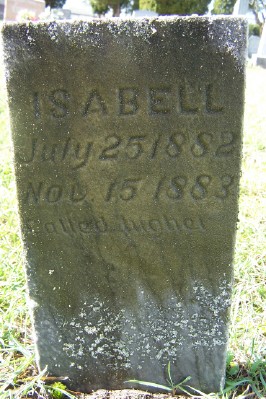 ISABELL
July 25 1882
Nov. 15 1883
Called higher